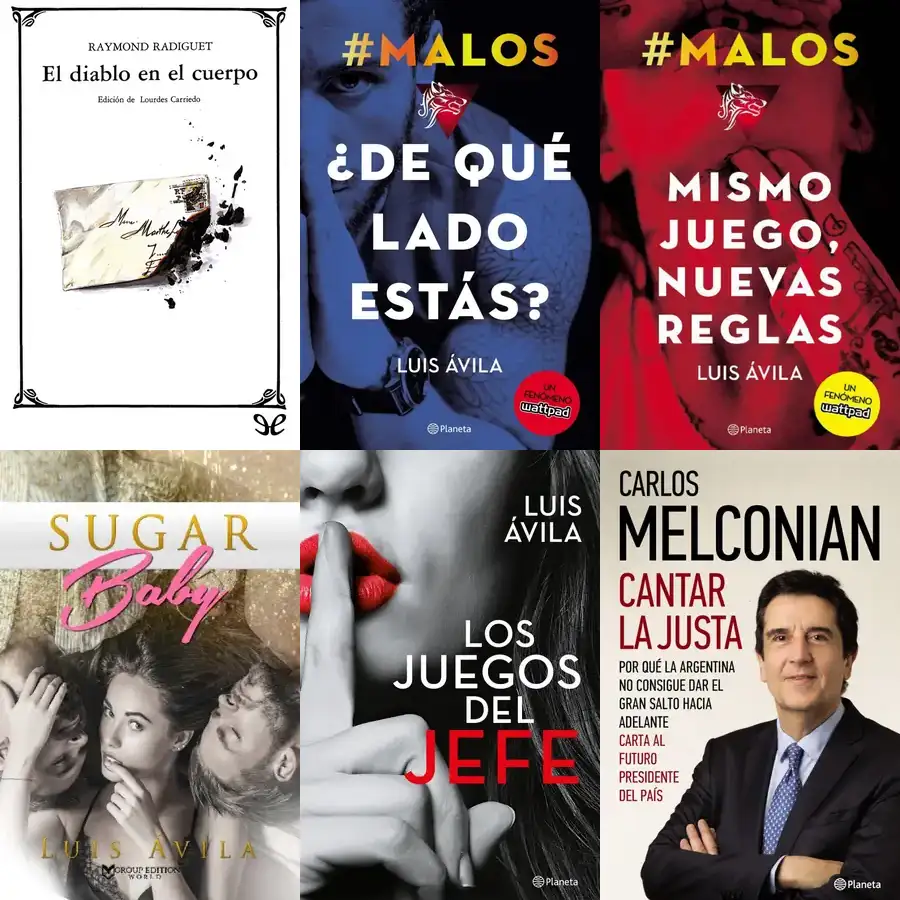 RAYMOND RADIGUET
El diablo en el cuerpo
Edición de Lourdes Carriedo
#MALOS
¿DE QUÉ
LADO
ESTÁS?
LUIS ÁVILA
UN
FENÓMENO
wattpad
Planeta
#MALOS
MISMO
JUEGO,
NUEVAS
REGLAS
LUIS ÁVILA
UN
FENÓMENO
wattpad
Planeta
SUGAR
Baby
LUIS ÁVILA
GROUP EDITION
WORLD
LUIS
ÁVILA
LOS
JUEGOS
DEL
JEFE
Planeta
CARLOS
MELCONIAN
CANTAR
LA JUSTA
POR QUÉ LA ARGENTINA
NO CONSIGUE DAR EL
GRAN SALTO HACIA
ADELANTE
CARTA AL
FUTURO
PRESIDENTE
DEL PAÍS
Planeta